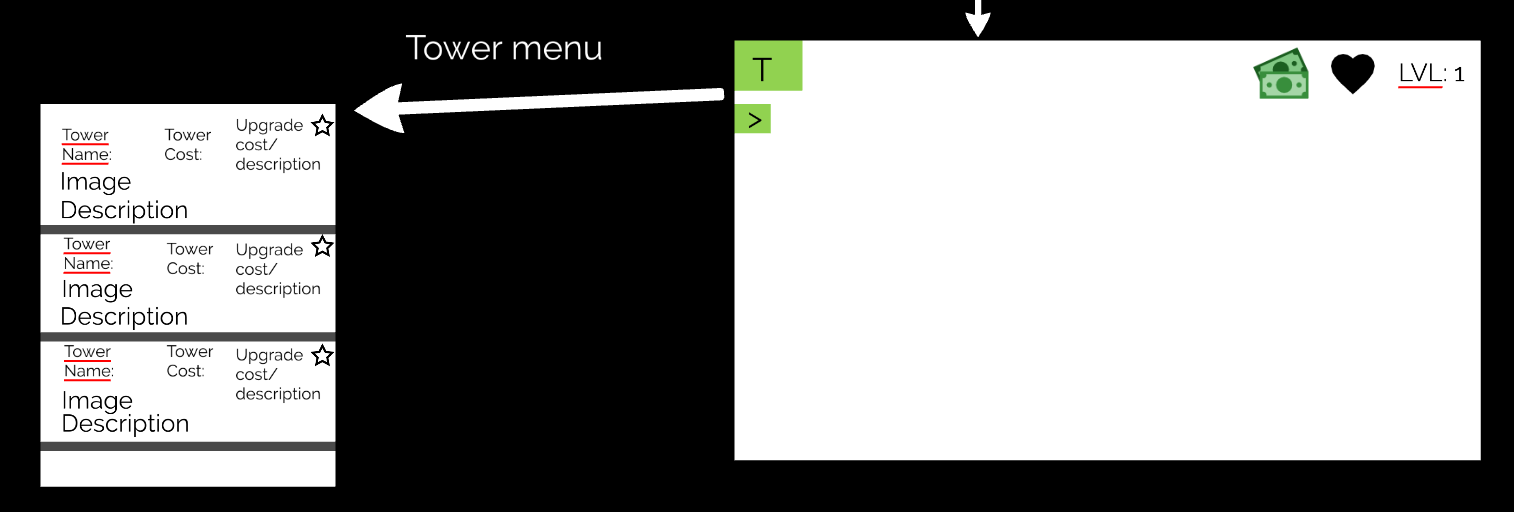 Tower menu
T
LVL: 1
>
Tower
Name:
Tower
Cost:
Upgrade
cost/
description
Image
Description
Tower
Name:
Tower
Cost:
Upgrade
cost/
description
Image
Description
Tower
Name:
Tower
Cost:
Upgrade
cost/
description
Image
Description